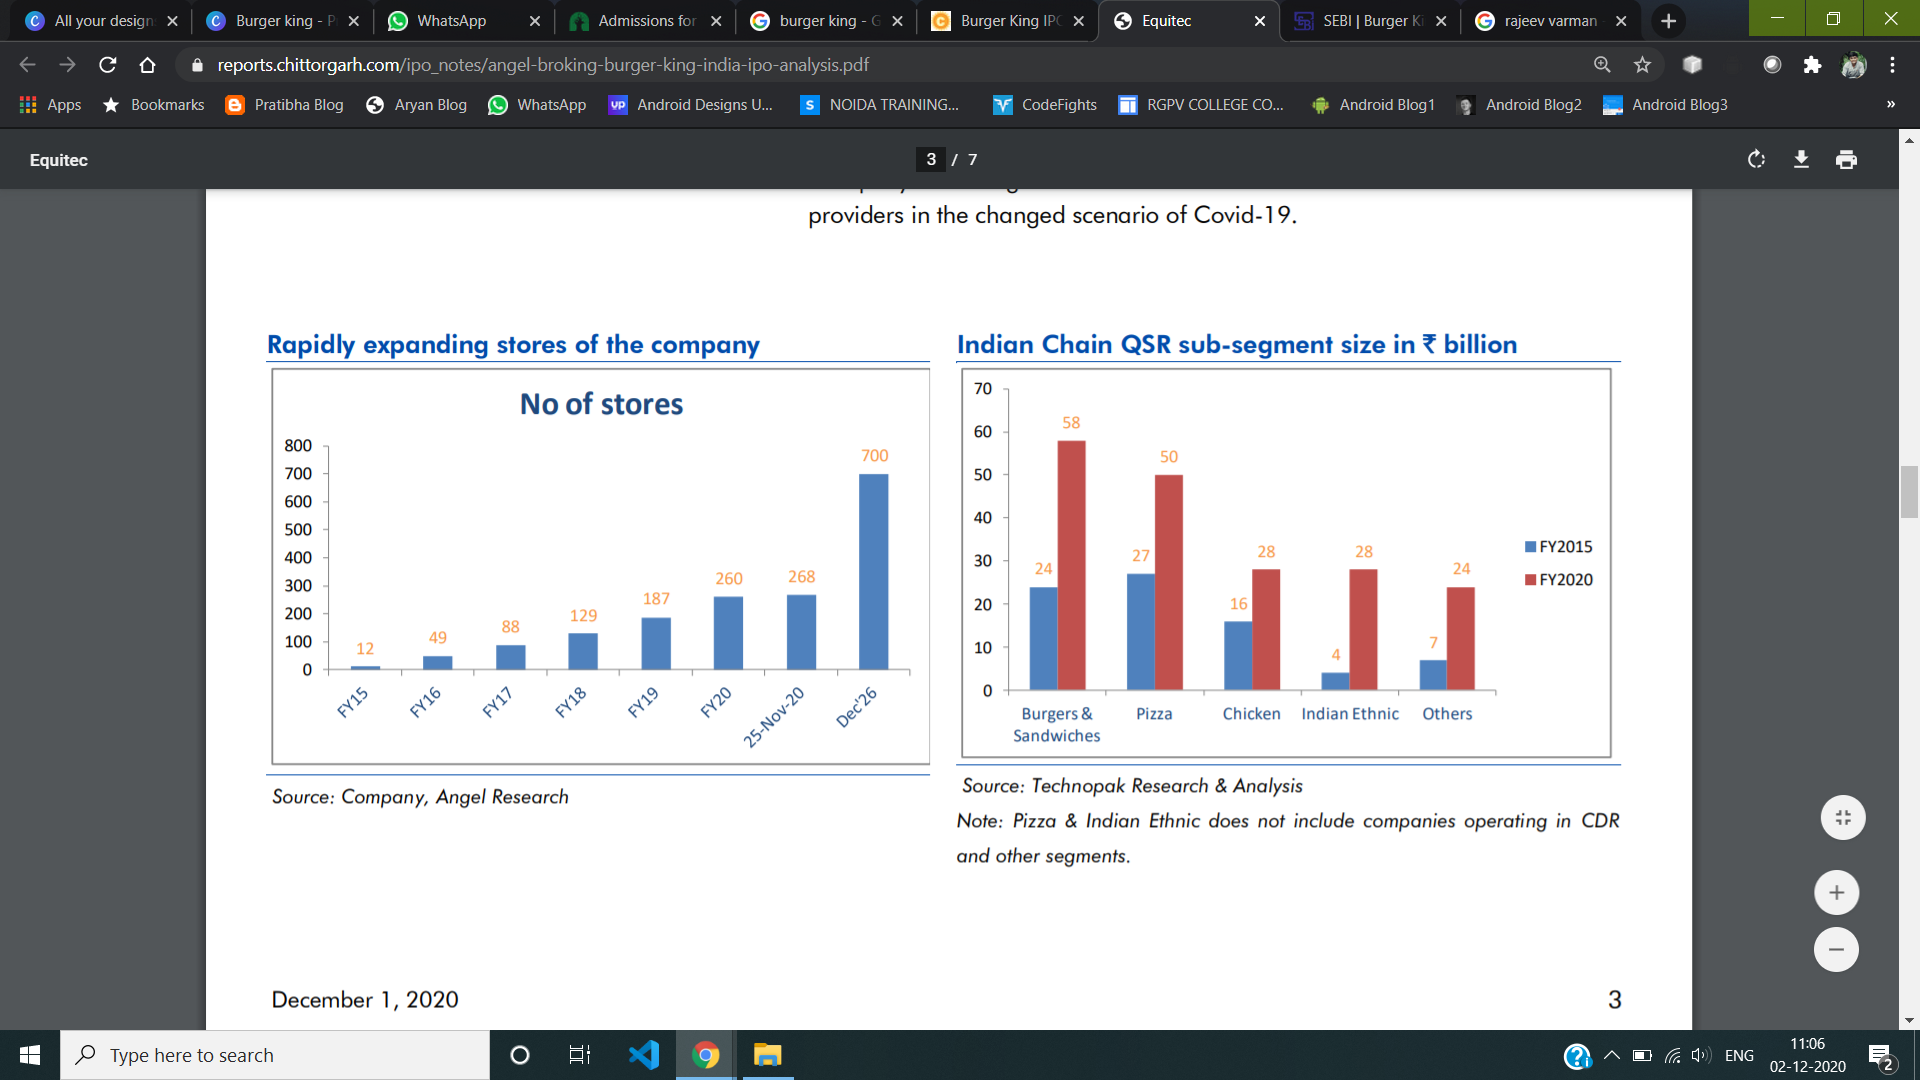 All your design
Burger king - P
WhatsApp
Admissions for
burger king - G
Burger King IPO
Equitec
SEBI | Burger Ki
rajeev varman
reports.chittorgarh.com/ipo_notes/angel-broking-burger-king-india-ipo-analysis.pdf
Apps
Bookmarks
Pratibha Blog
Aryan Blog
WhatsApp
Android Designs U...
NOIDA TRAINING...
CodeFights
RGPV COLLEGE CO...
Android Blog1
Android Blog2
Android Blog3
»
Equitec
3 / 7
providers in the changed scenario of Covid-19.
Rapidly expanding stores of the company
No of stores
800
700
600
500
400
300
200
100
0
12
49
88
129
187
260
268
700
FY15
FY16
FY17
FY18
FY19
FY20
25-Nov-20
Dec'26
Source: Company, Angel Research
Indian Chain QSR sub-segment size in ₹ billion
70
60
50
40
30
20
10
0
24
58
27
50
16
28
4
28
7
24
FY2015
FY2020
Burgers &
Sandwiches
Pizza
Chicken
Indian Ethnic
Others
Source: Technopak Research & Analysis
Note: Pizza & Indian Ethnic does not include companies operating in CDR
and other segments.
December 1, 2020
3
Type here to search
ENG
11:06
02-12-2020
2